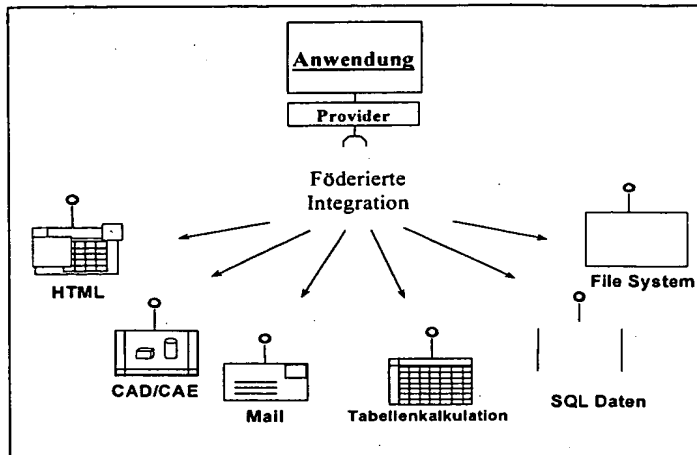 Anwendung
Provider
Föderierte
Integration
HTML
File System
CAD/CAE
Mail
Tabellenkalkulation
SQL Daten